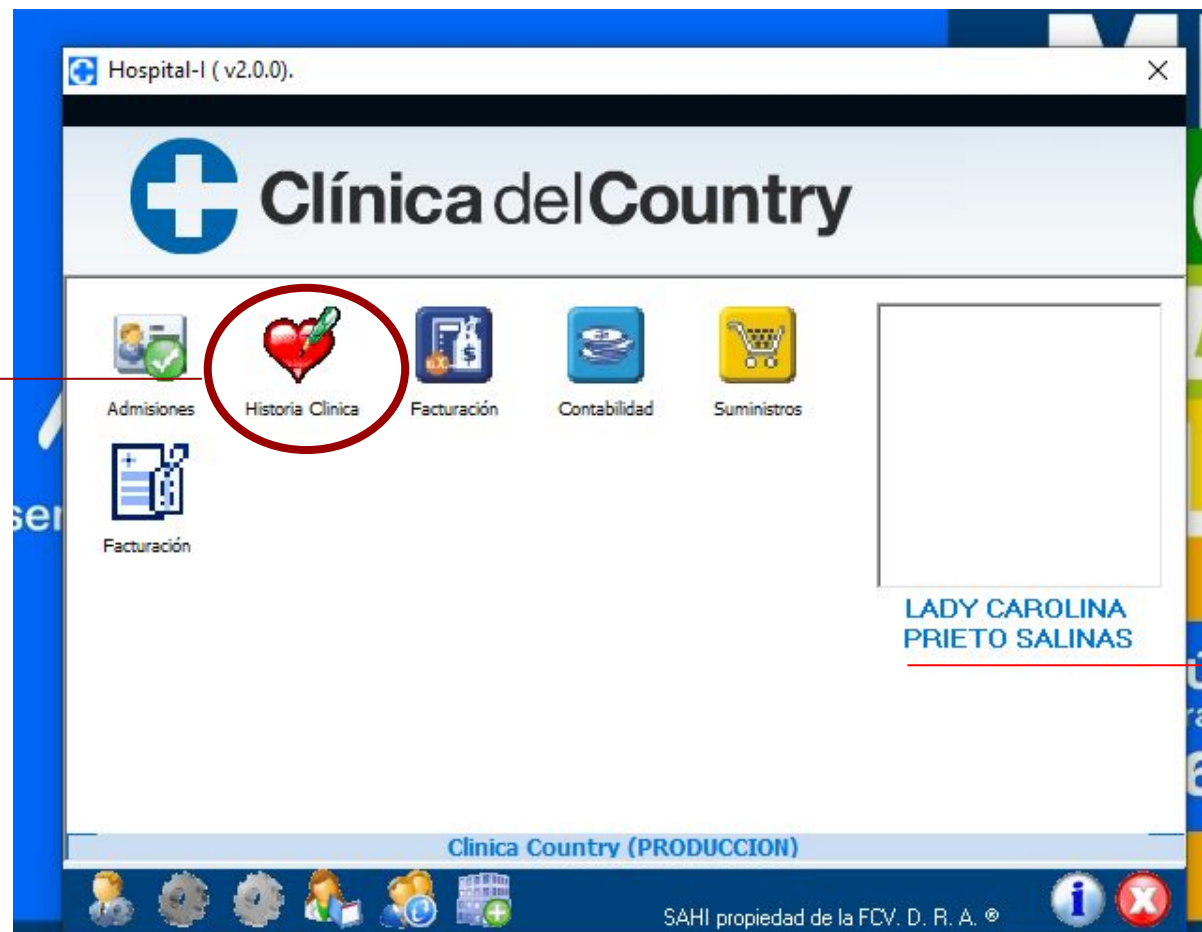 Hospital-I ( v2.0.0).
Clínica del Country
Admisiones
Historia Clinica
Facturación
Contabilidad
Suministros
Facturación
LADY CAROLINA
PRIETO SALINAS
Clinica Country (PRODUCCION)
SAHI propiedad de la FCV. D. R. A. ®